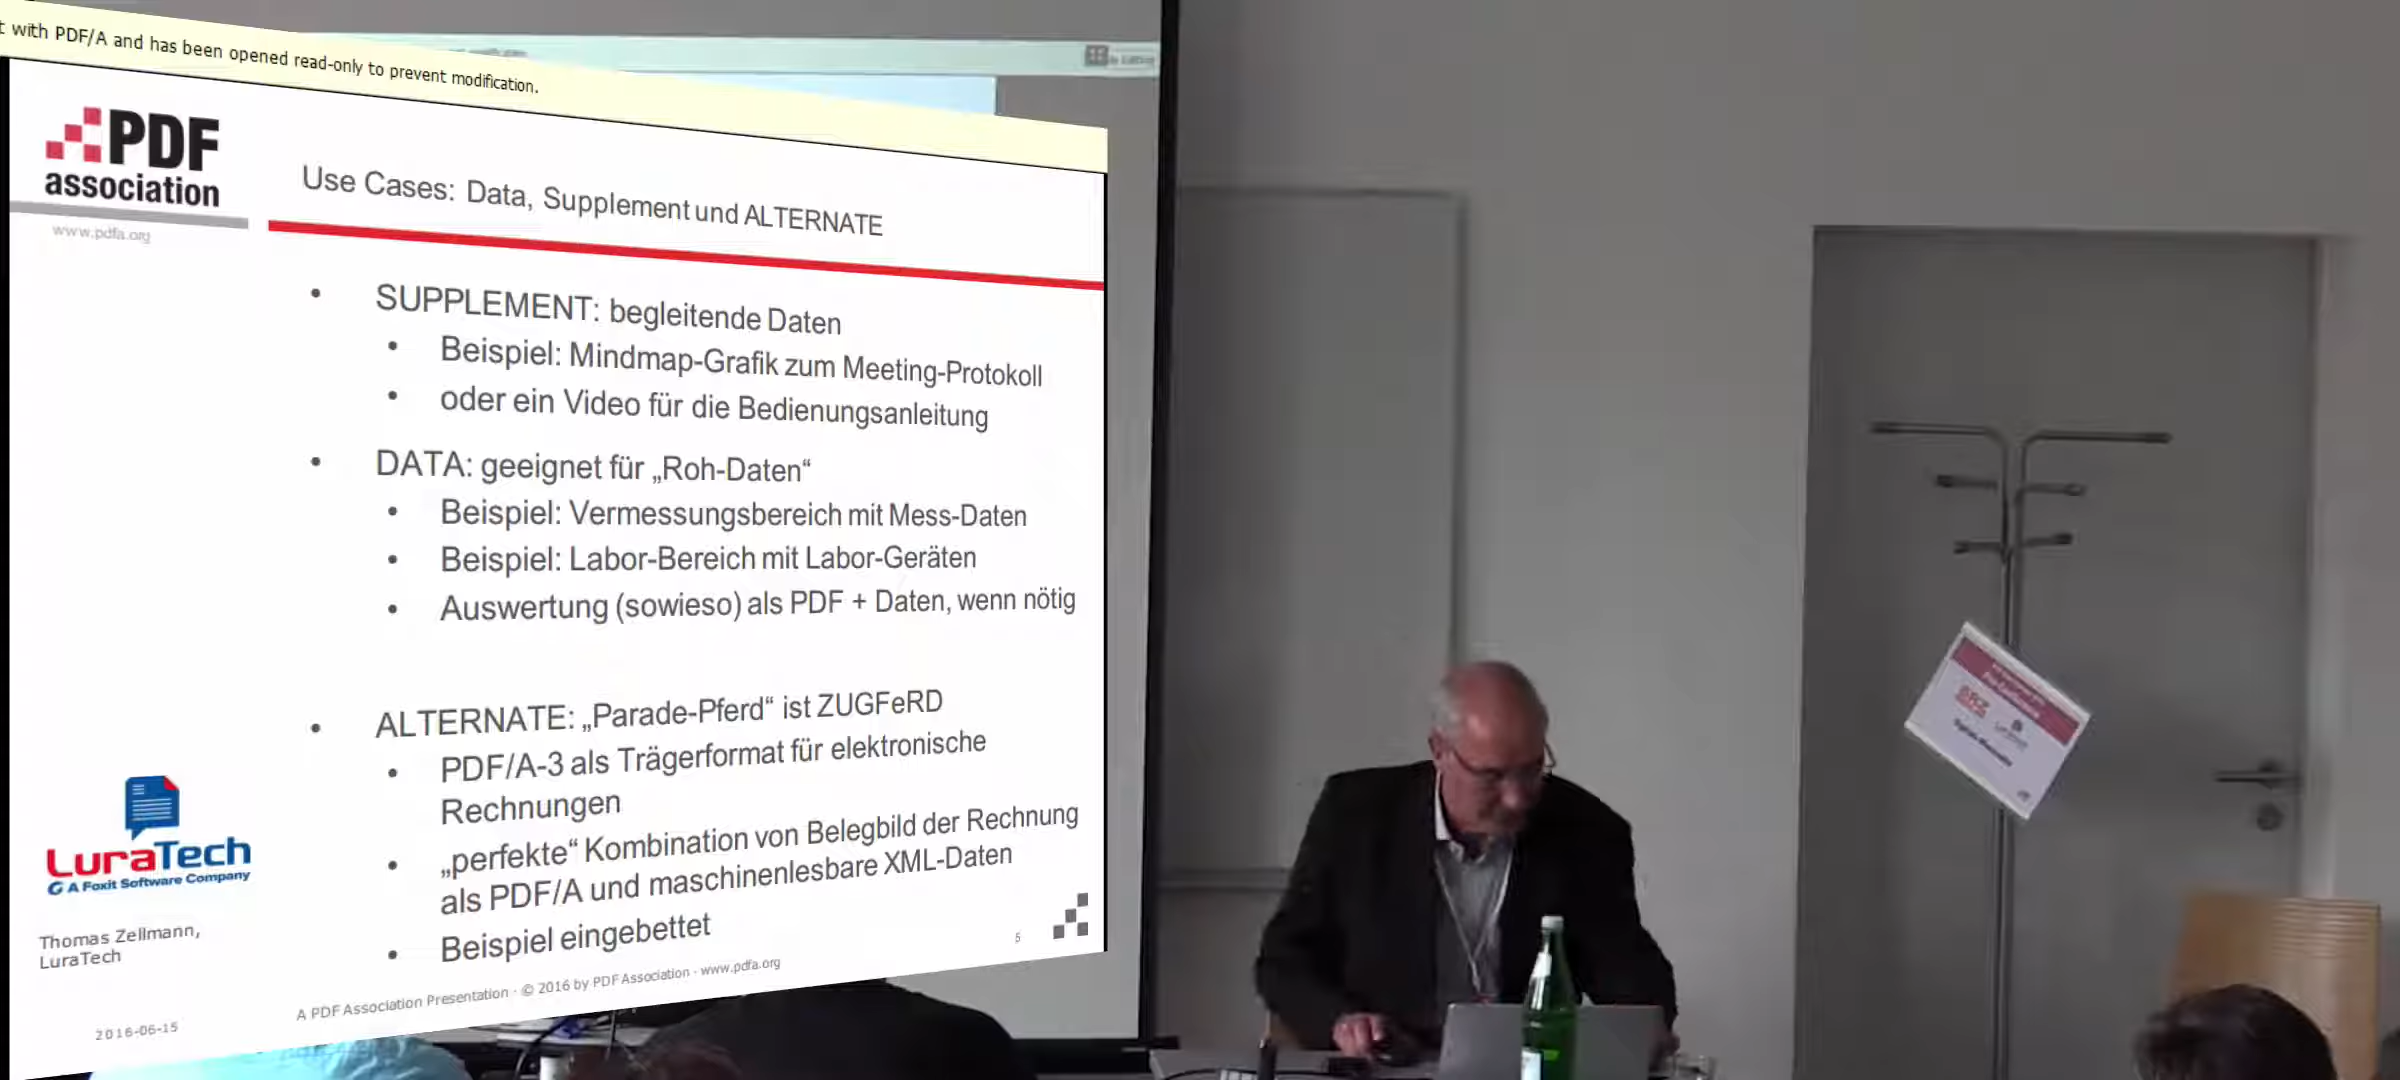 t with PDF/A and has been opened read-only to prevent modification.
PDF
association
www.pdfa.org
Use Cases: Data, Supplement und ALTERNATE
• SUPPLEMENT: begleitende Daten
• Beispiel: Mindmap-Grafik zum Meeting-Protokoll
• oder ein Video für die Bedienungsanleitung
• DATA: geeignet für „Roh-Daten“
• Beispiel: Vermessungsbereich mit Mess-Daten
• Beispiel: Labor-Bereich mit Labor-Geräten
• Auswertung (sowieso) als PDF + Daten, wenn nötig
• ALTERNATE: „Parade-Pferd“ ist ZUGFeRD
• PDF/A-3 als Trägerformat für elektronische
Rechnungen
• „perfekte“ Kombination von Belegbild der Rechnung
als PDF/A und maschinenlesbare XML-Daten
• Beispiel eingebettet
LuraTech
A Foxit Software Company
Thomas Zellmann,
LuraTech
5
A PDF Association Presentation · © 2016 by PDF Association · www.pdfa.org
2016-06-15